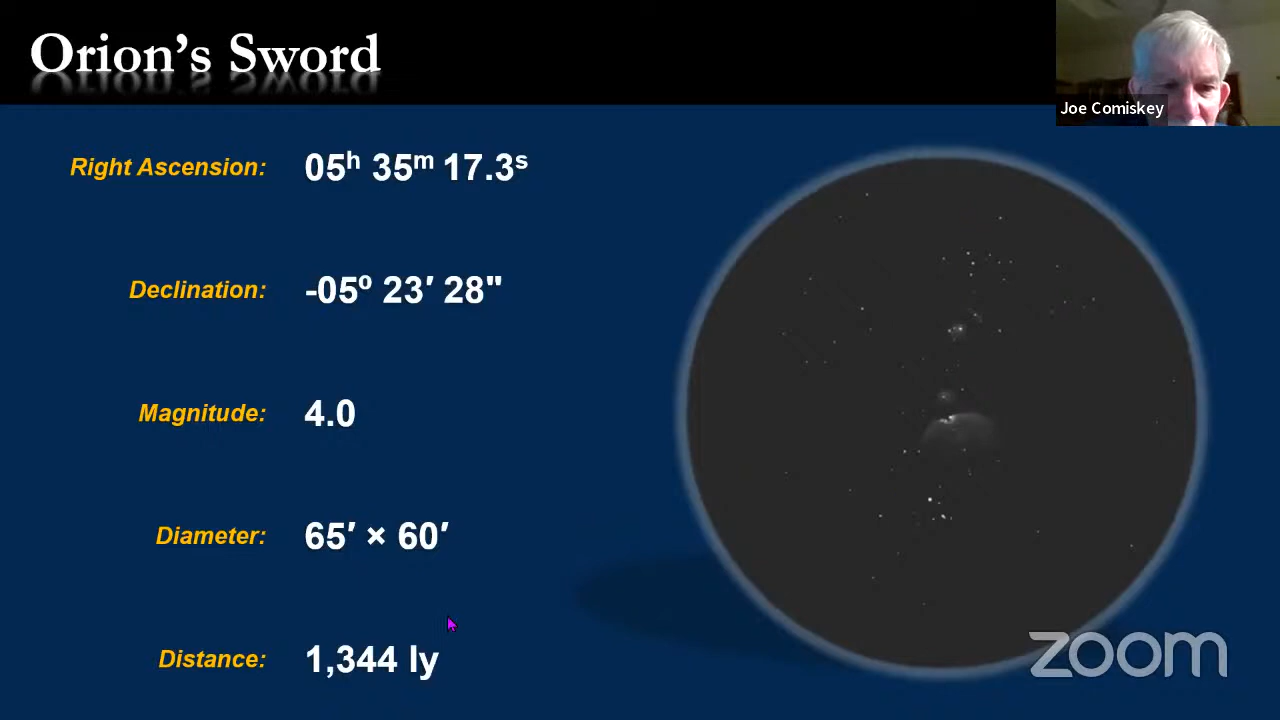 Orion's Sword
Joe Comiskey
Right Ascension: 05ʰ 35ᵐ 17.3ˢ
Declination: -05º 23′ 28"
Magnitude: 4.0
Diameter: 65′ × 60′
Distance: 1,344 ly
zoom